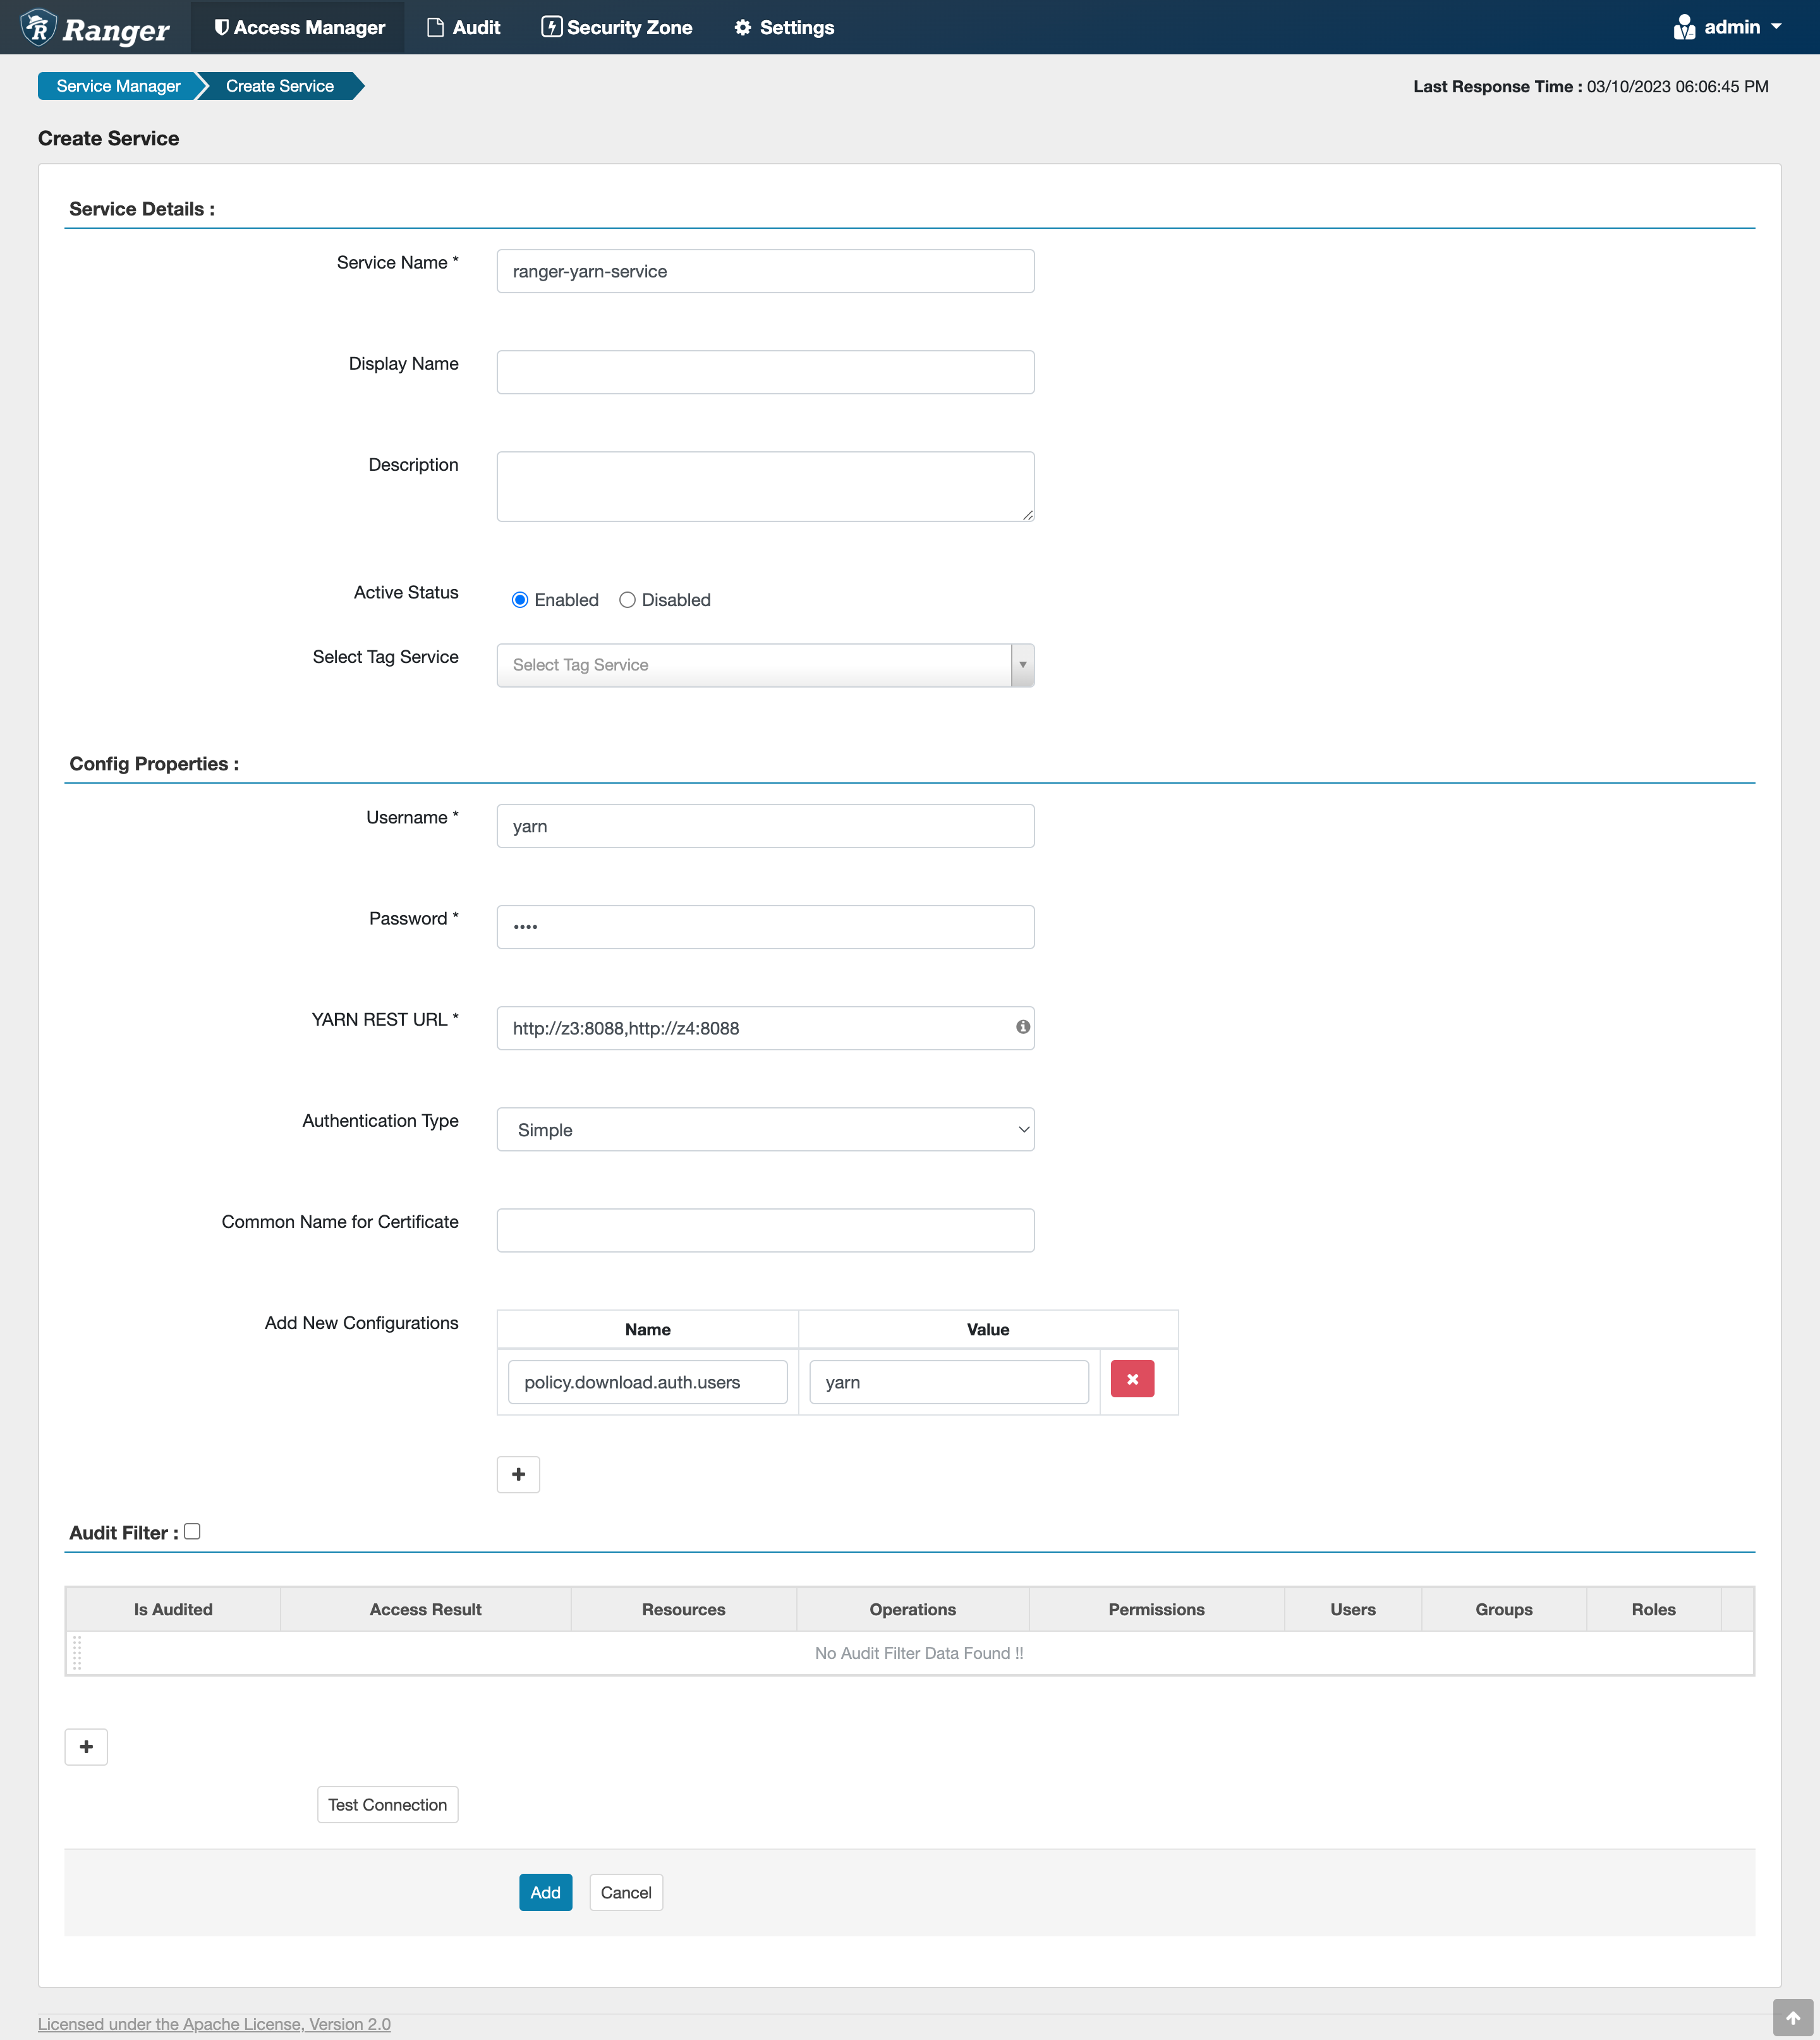 Ranger Access Manager Audit Security Zone Settings admin
Service Manager Create Service Last Response Time : 03/10/2023 06:06:45 PM
Create Service
Service Details :
Service Name * ranger-yarn-service
Display Name
Description
Active Status Enabled Disabled
Select Tag Service Select Tag Service
Config Properties :
Username * yarn
Password * ••••
YARN REST URL * http://z3:8088,http://z4:8088
Authentication Type Simple
Common Name for Certificate
Add New Configurations Name Value
policy.download.auth.users yarn
Audit Filter :
Is Audited Access Result Resources Operations Permissions Users Groups Roles
No Audit Filter Data Found !!
Test Connection
Add Cancel
Licensed under the Apache License, Version 2.0